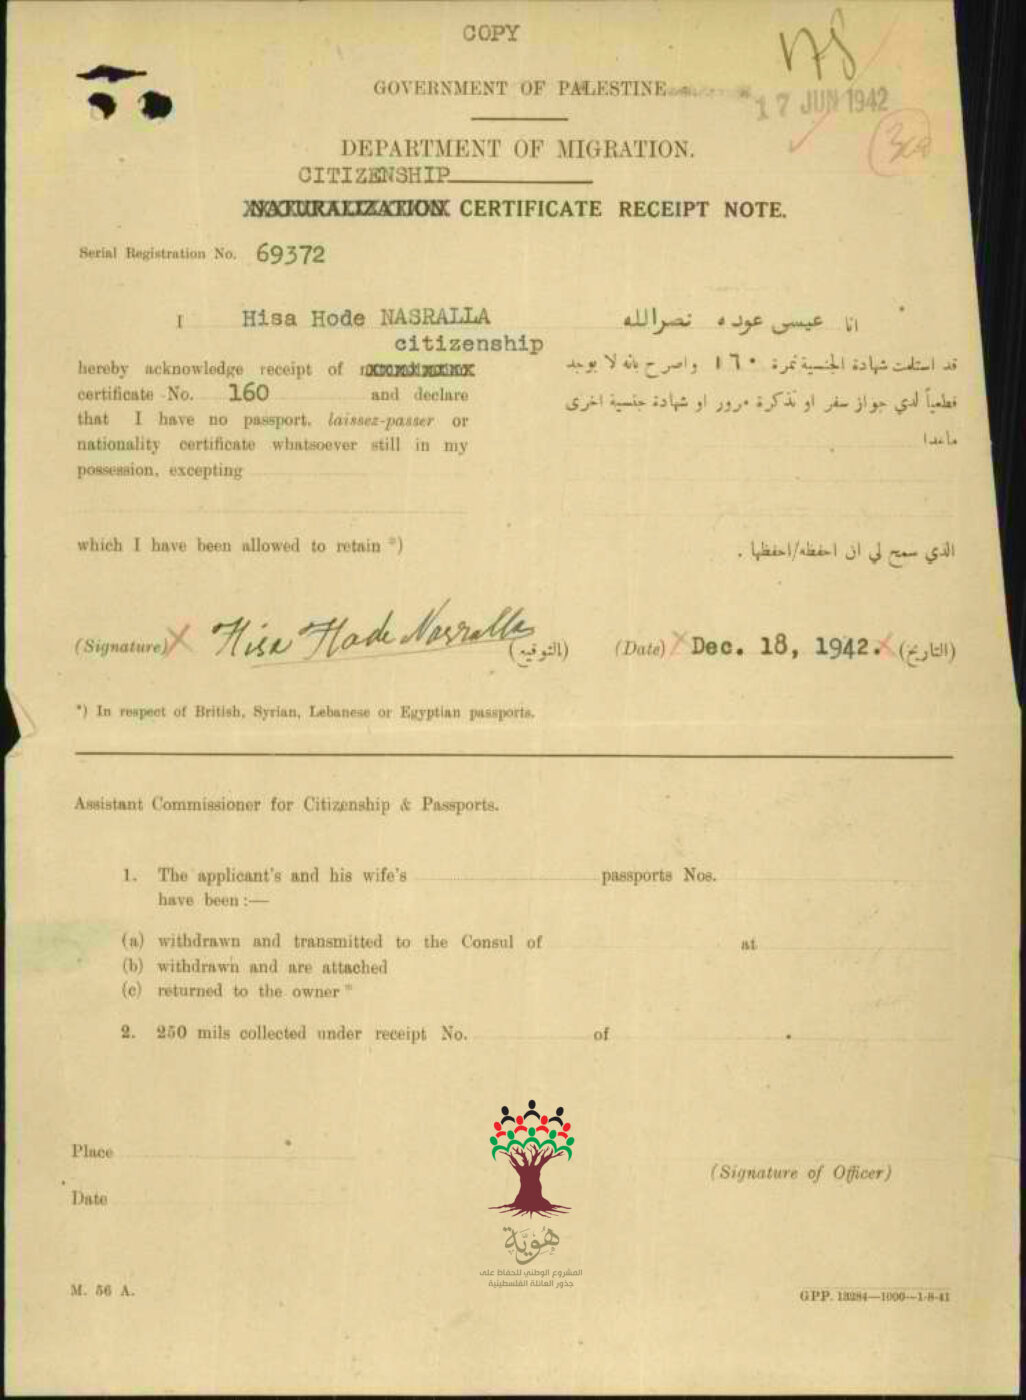 COPY
GOVERNMENT OF PALESTINE
17 JUN 1942
DEPARTMENT OF MIGRATION.
CITIZENSHIP
NATURALIZATION CERTIFICATE RECEIPT NOTE.
Serial Registration No. 69372
I Hisa Hode NASRALLA
citizenship
hereby acknowledge receipt of
certificate No. 160 and declare
that I have no passport, laissez-passer or
nationality certificate whatsoever still in my
possession, excepting
which I have been allowed to retain *)
انا عيسى عوده نصرالله
قد استلمت شهادة الجنسية نمرة ١٦٠ واصرح بانه لا يوجد
قطعياً لدي جواز سفر او تذكرة مرور او شهادة جنسية اخرى
ماعدا
الذي سمح لي ان احفظه/احفظها .
(Signature) X Hisa Hode Nasralla (التوقيع)
(Date) X Dec. 18, 1942. X (التاريخ)
*) In respect of British, Syrian, Lebanese or Egyptian passports.
Assistant Commissioner for Citizenship & Passports.
1. The applicant's and his wife's passports Nos.
have been :—
(a) withdrawn and transmitted to the Consul of at
(b) withdrawn and are attached
(c) returned to the owner *
2. 250 mils collected under receipt No. of
Place
(Signature of Officer)
Date
هُوِيَّة
المشروع الوطني للحفاظ على
جذور العائلة الفلسطينية
M. 56 A.
GPP. 13284—1000—1-8-41